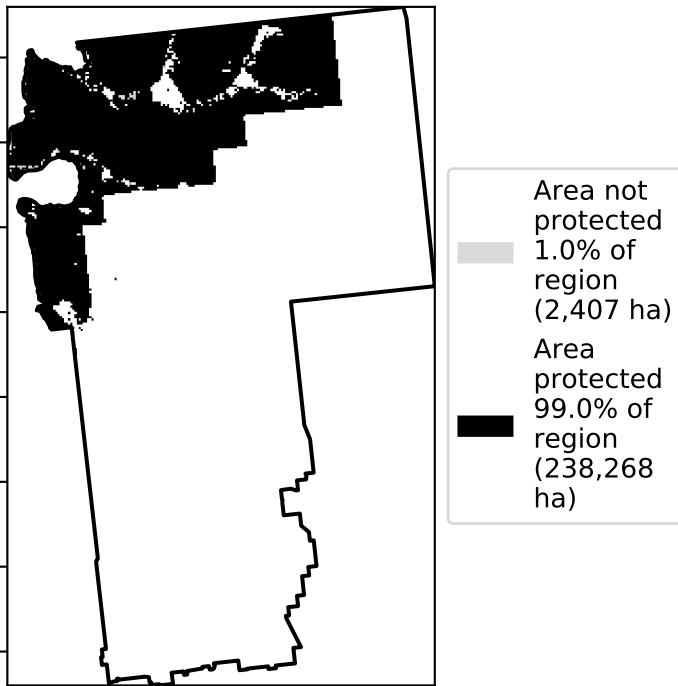 Area not
protected
1.0% of
region
(2,407 ha)
Area
protected
99.0% of
region
(238,268
ha)